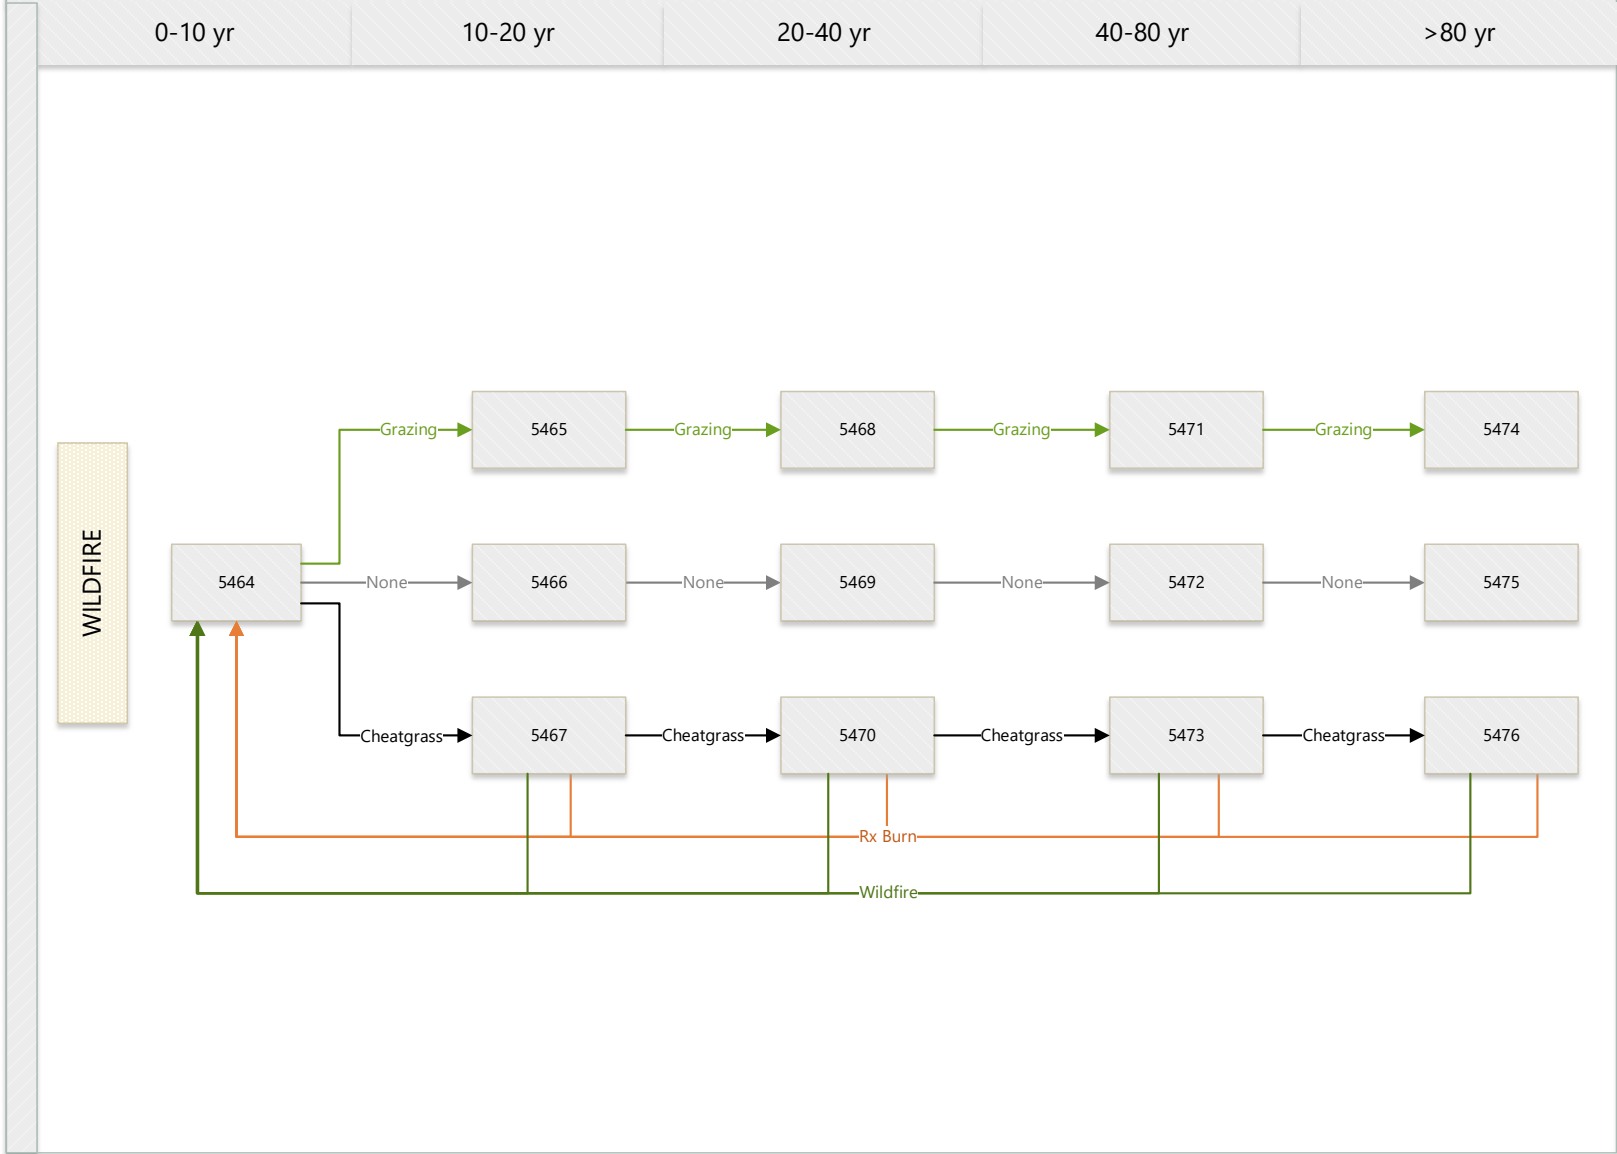 0-10 yr
10-20 yr
20-40 yr
40-80 yr
>80 yr
5465
5468
5471
5474
Grazing
Grazing
Grazing
Grazing
WILDFIRE
5464
5466
5469
5472
5475
None
None
None
None
5467
5470
5473
5476
Cheatgrass
Cheatgrass
Cheatgrass
Cheatgrass
Rx Burn
Wildfire